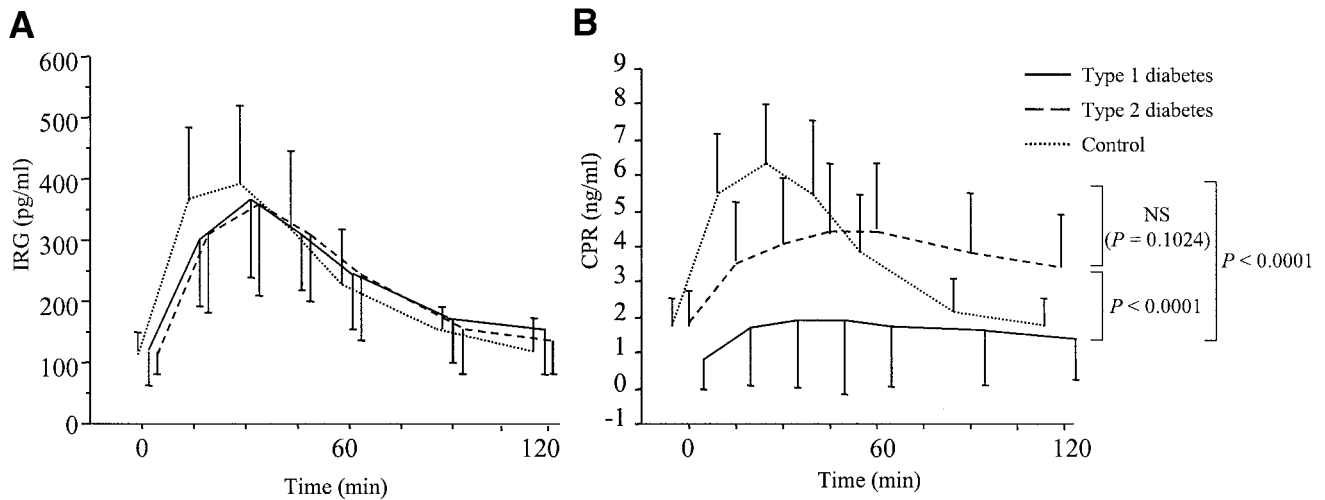 A
600
500
400
300
200
100
0
IRG (pg/ml)
0 60 120
Time (min)
B
9
8
7
6
5
4
3
2
1
0
-1
CPR (ng/ml)
0 60 120
Time (min)
Type 1 diabetes
Type 2 diabetes
Control
NS
(P = 0.1024)
P < 0.0001
P < 0.0001